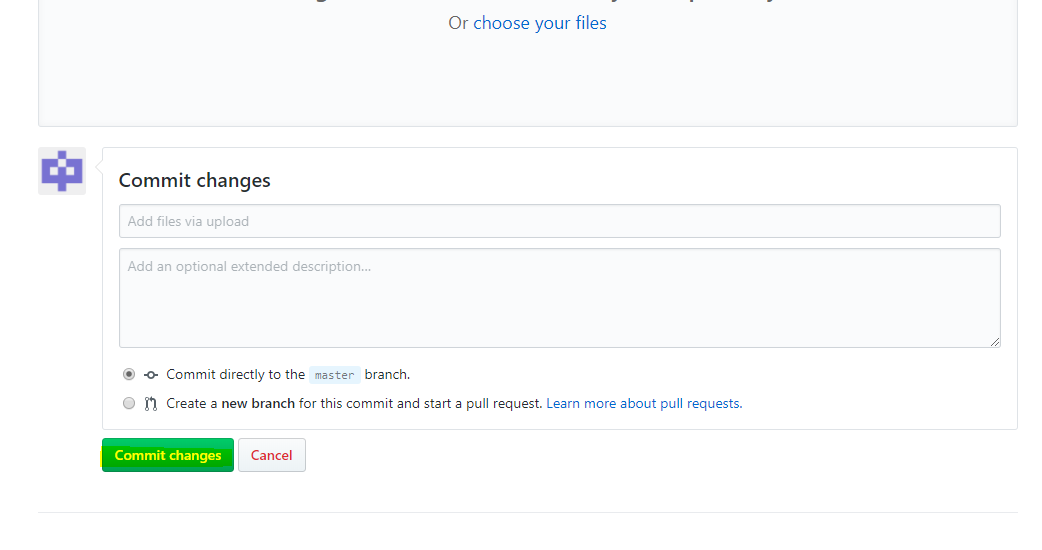 Or choose your files
Commit changes
Add files via upload
Add an optional extended description...
Commit directly to the master branch.
Create a new branch for this commit and start a pull request. Learn more about pull requests.
Commit changes
Cancel